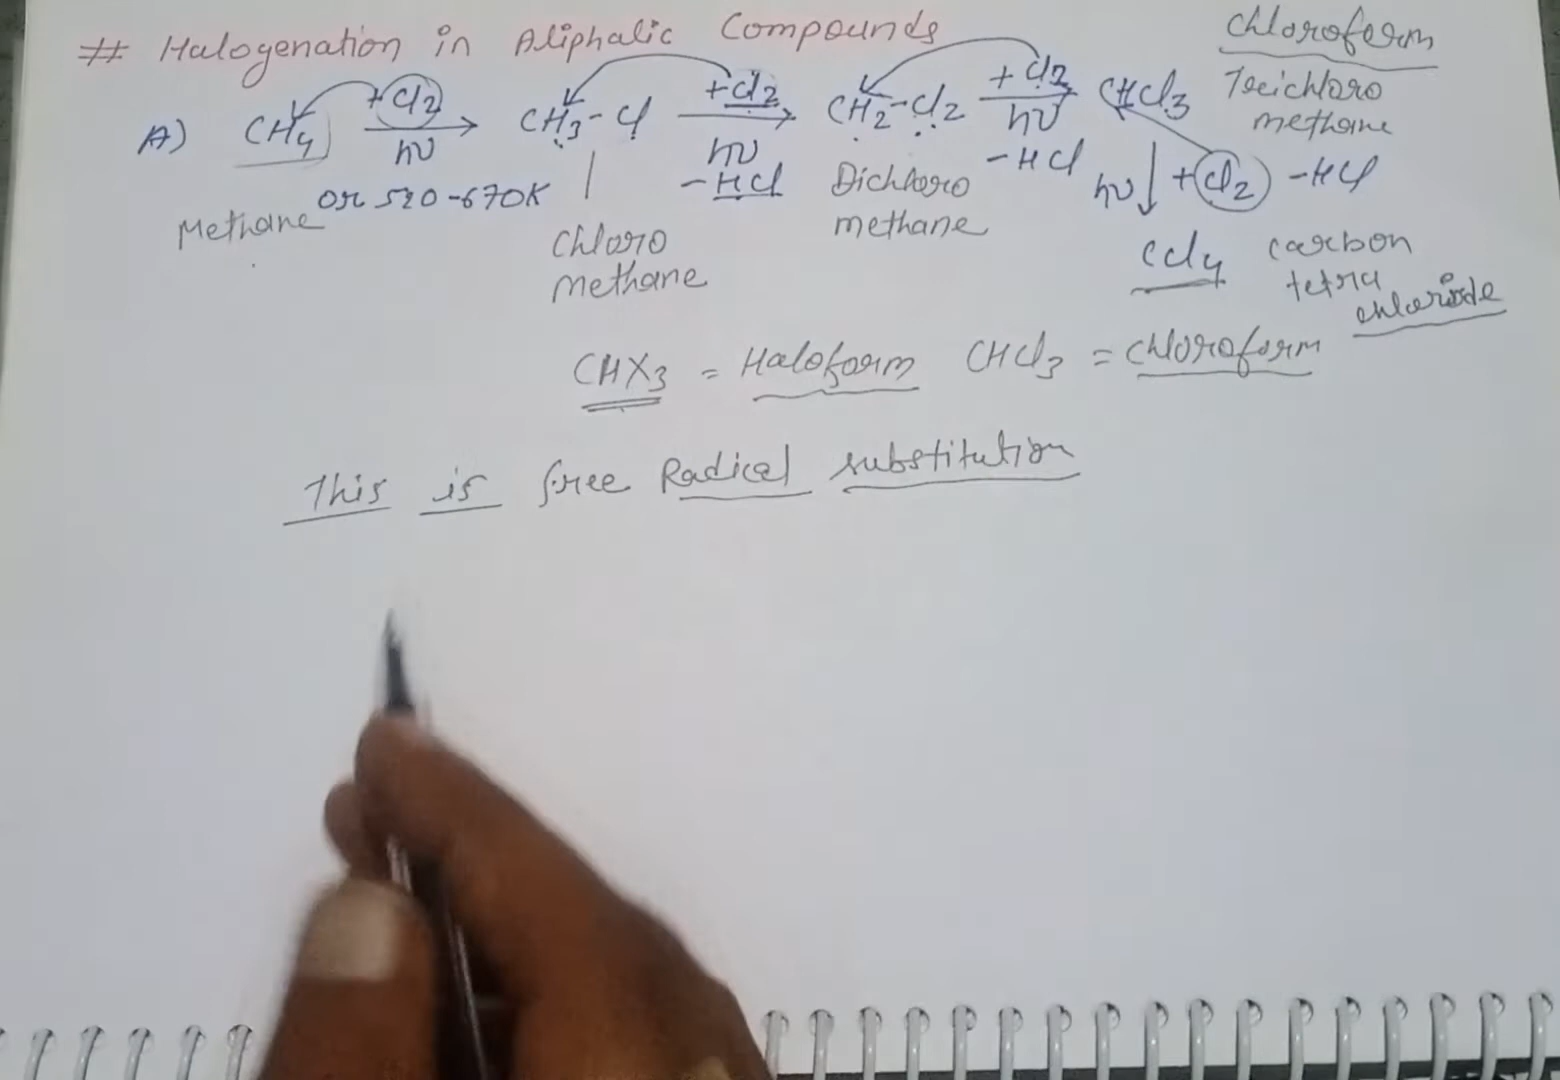 # Halogenation in Aliphalic Compounds
A) CH4 +Cl2 hν CH3-Cl +Cl2 hν -HCl CH2-Cl2 +Cl2 hν -HCl CHCl3
or 520-670K
Methane
Chloro
methane
Dichloro
methane
Chloroform
Trichloro
methane
hν +Cl2 -HCl
CCl4 carbon
tetra
chloride
CHX3 = Haloform CHCl3 = Chloroform
This is free Radical substitution